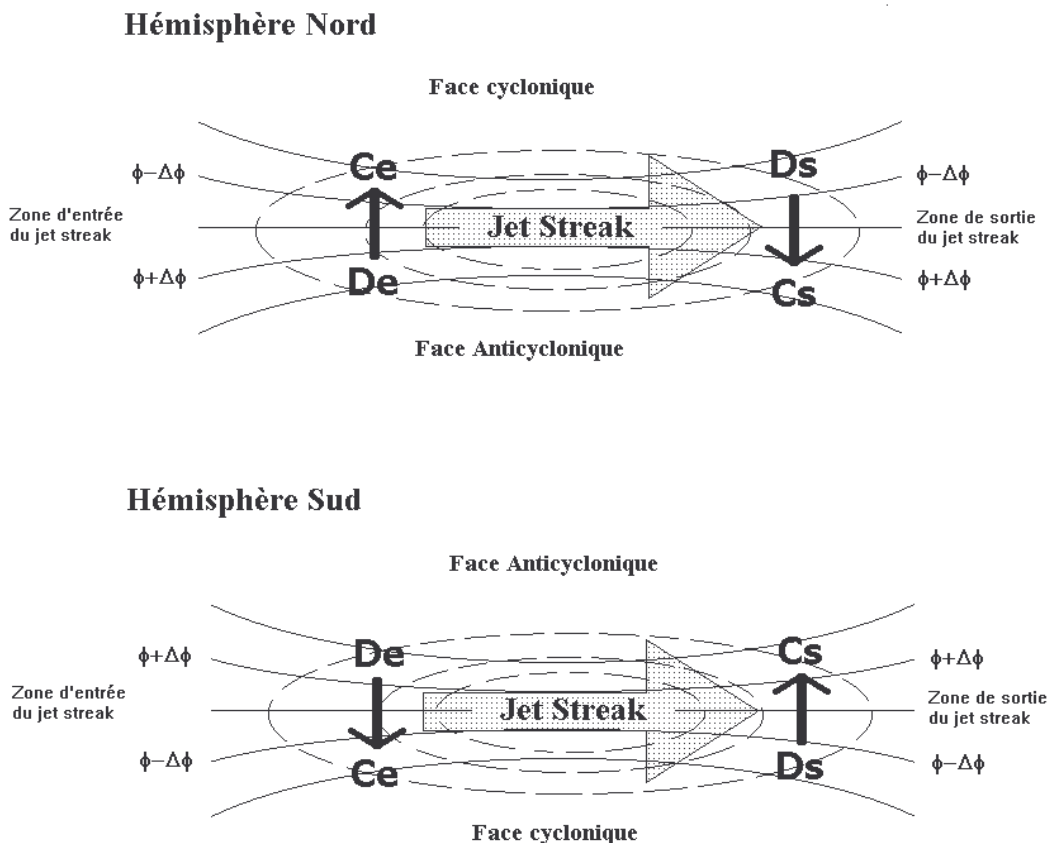 Hémisphère Nord
Face cyclonique
Ce
Ds
ϕ−Δϕ
ϕ−Δϕ
Zone d'entrée
du jet streak
Jet Streak
Zone de sortie
du jet streak
ϕ+Δϕ
De
Cs
ϕ+Δϕ
Face Anticyclonique
Hémisphère Sud
Face Anticyclonique
De
Cs
ϕ+Δϕ
ϕ+Δϕ
Zone d'entrée
du jet streak
Jet Streak
Zone de sortie
du jet streak
ϕ−Δϕ
Ce
Ds
ϕ−Δϕ
Face cyclonique